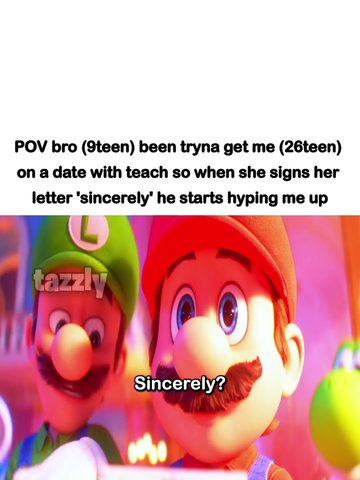 POV bro (9teen) been tryna get me (26teen)
on a date with teach so when she signs her
letter 'sincerely' he starts hyping me up
L
tazzly
Sincerely?